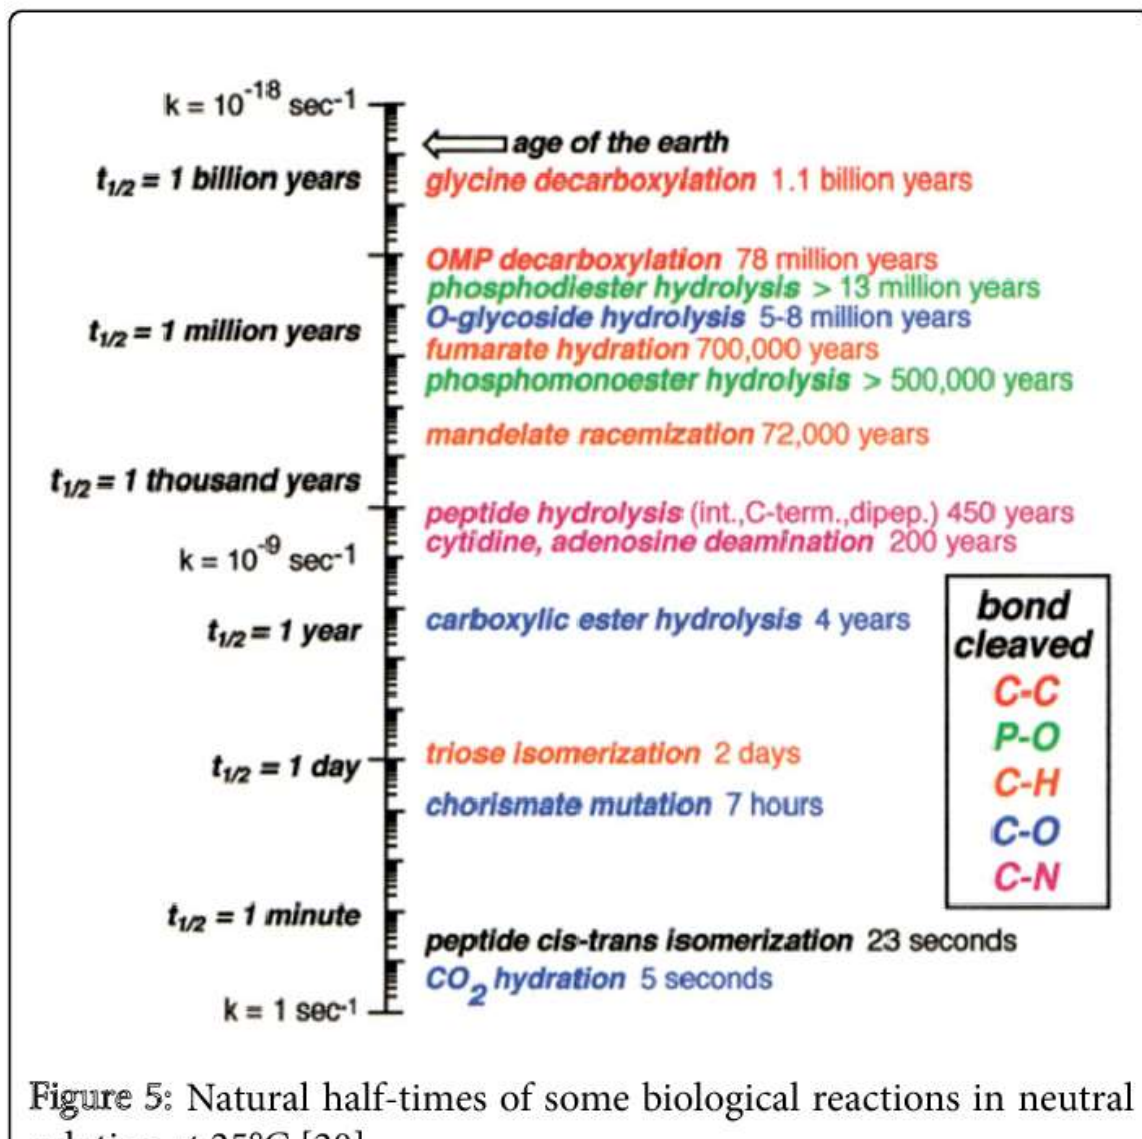 k = 10⁻¹⁸ sec⁻¹
age of the earth
t1/2 = 1 billion years
glycine decarboxylation 1.1 billion years
OMP decarboxylation 78 million years
phosphodiester hydrolysis > 13 million years
O-glycoside hydrolysis 5-8 million years
t1/2 = 1 million years
fumarate hydration 700,000 years
phosphomonoester hydrolysis > 500,000 years
mandelate racemization 72,000 years
t1/2 = 1 thousand years
peptide hydrolysis (int.,C-term.,dipep.) 450 years
cytidine, adenosine deamination 200 years
k = 10⁻⁹ sec⁻¹
carboxylic ester hydrolysis 4 years
t1/2 = 1 year
triose isomerization 2 days
t1/2 = 1 day
chorismate mutation 7 hours
t1/2 = 1 minute
peptide cis-trans isomerization 23 seconds
CO₂ hydration 5 seconds
k = 1 sec⁻¹
bond
cleaved
C-C
P-O
C-H
C-O
C-N
Figure 5: Natural half-times of some biological reactions in neutral